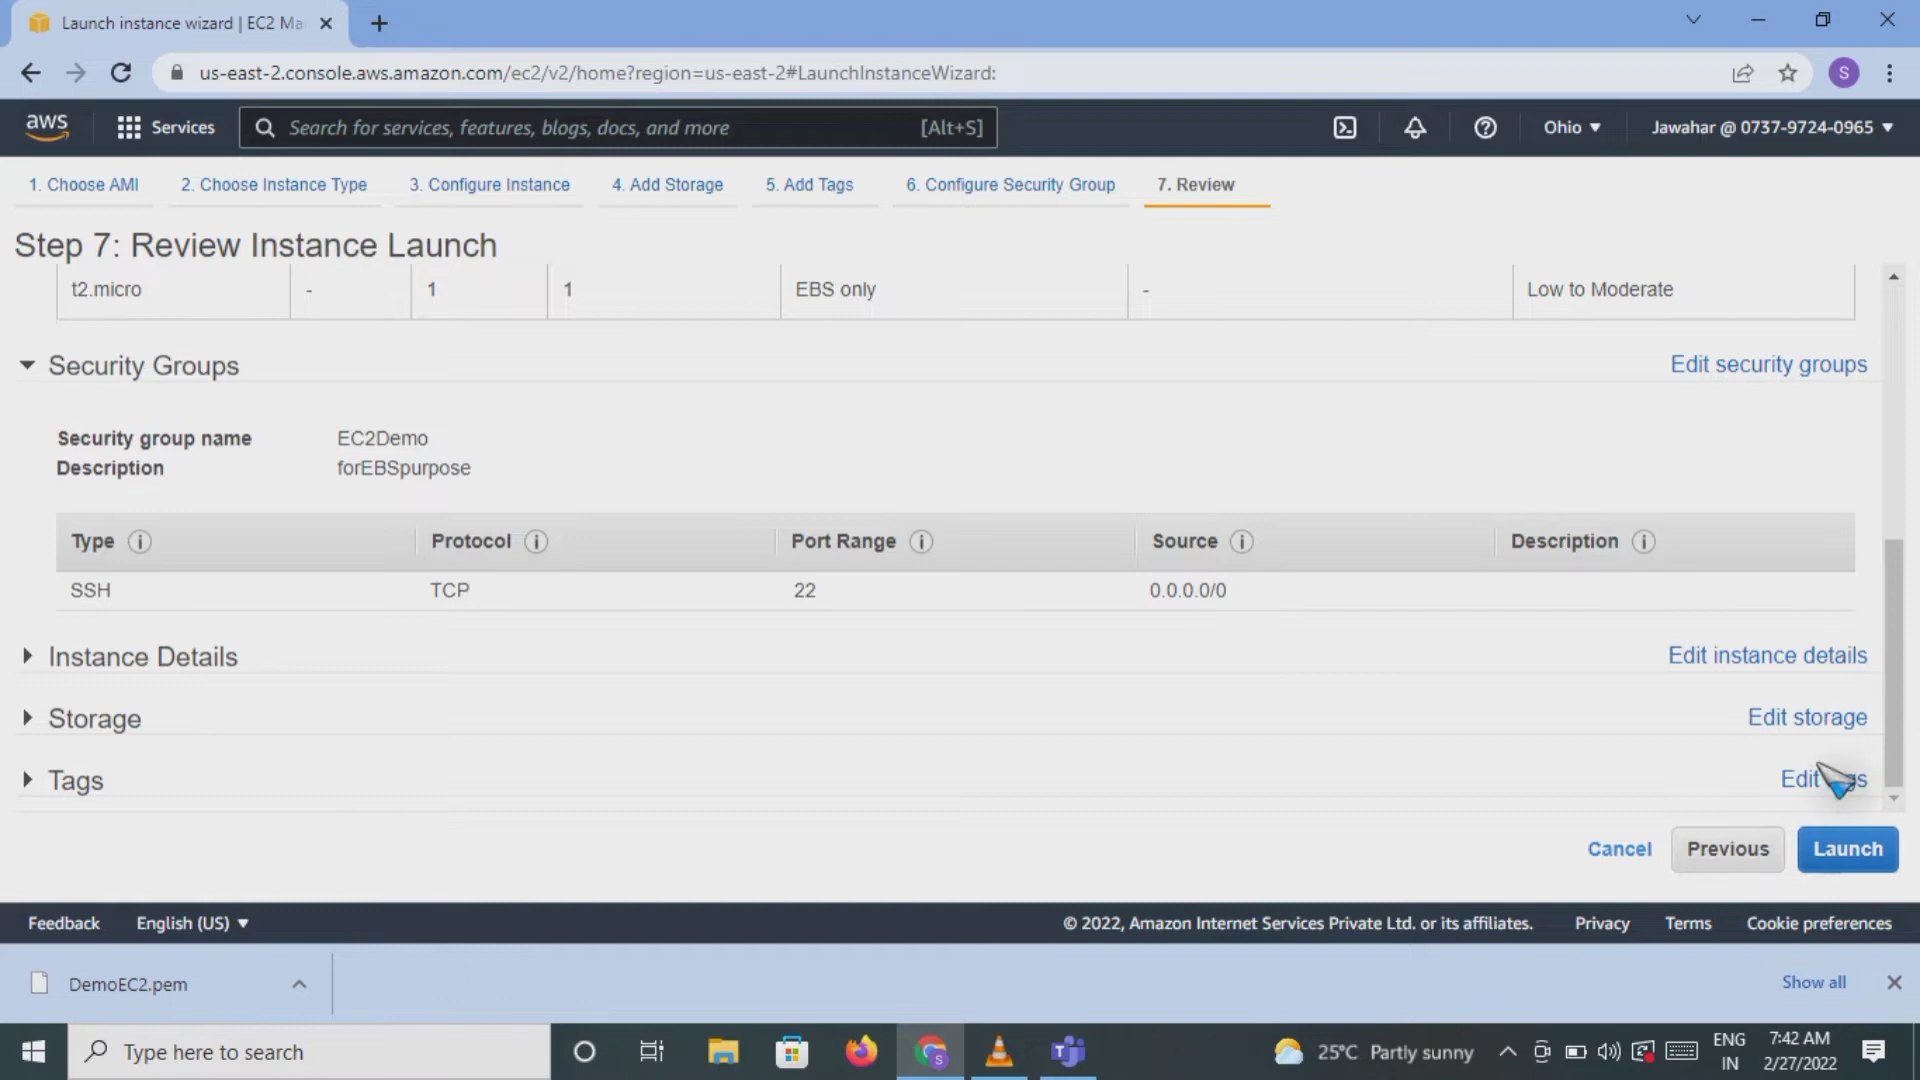 Launch instance wizard | EC2 Ma
us-east-2.console.aws.amazon.com/ec2/v2/home?region=us-east-2#LaunchInstanceWizard:
S
aws
Services
Search for services, features, blogs, docs, and more
[Alt+S]
Ohio
Jawahar @ 0737-9724-0965
1. Choose AMI
2. Choose Instance Type
3. Configure Instance
4. Add Storage
5. Add Tags
6. Configure Security Group
7. Review
Step 7: Review Instance Launch
t2.micro - 1 1 EBS only - Low to Moderate
Security Groups
Edit security groups
Security group name EC2Demo
Description forEBSpurpose
Type Protocol Port Range Source Description
SSH TCP 22 0.0.0.0/0
Instance Details
Edit instance details
Storage
Edit storage
Tags
Edit
Cancel
Previous
Launch
Feedback
English (US)
© 2022, Amazon Internet Services Private Ltd. or its affiliates.
Privacy
Terms
Cookie preferences
DemoEC2.pem
Show all
Type here to search
25°C Partly sunny
ENG
IN
7:42 AM
2/27/2022